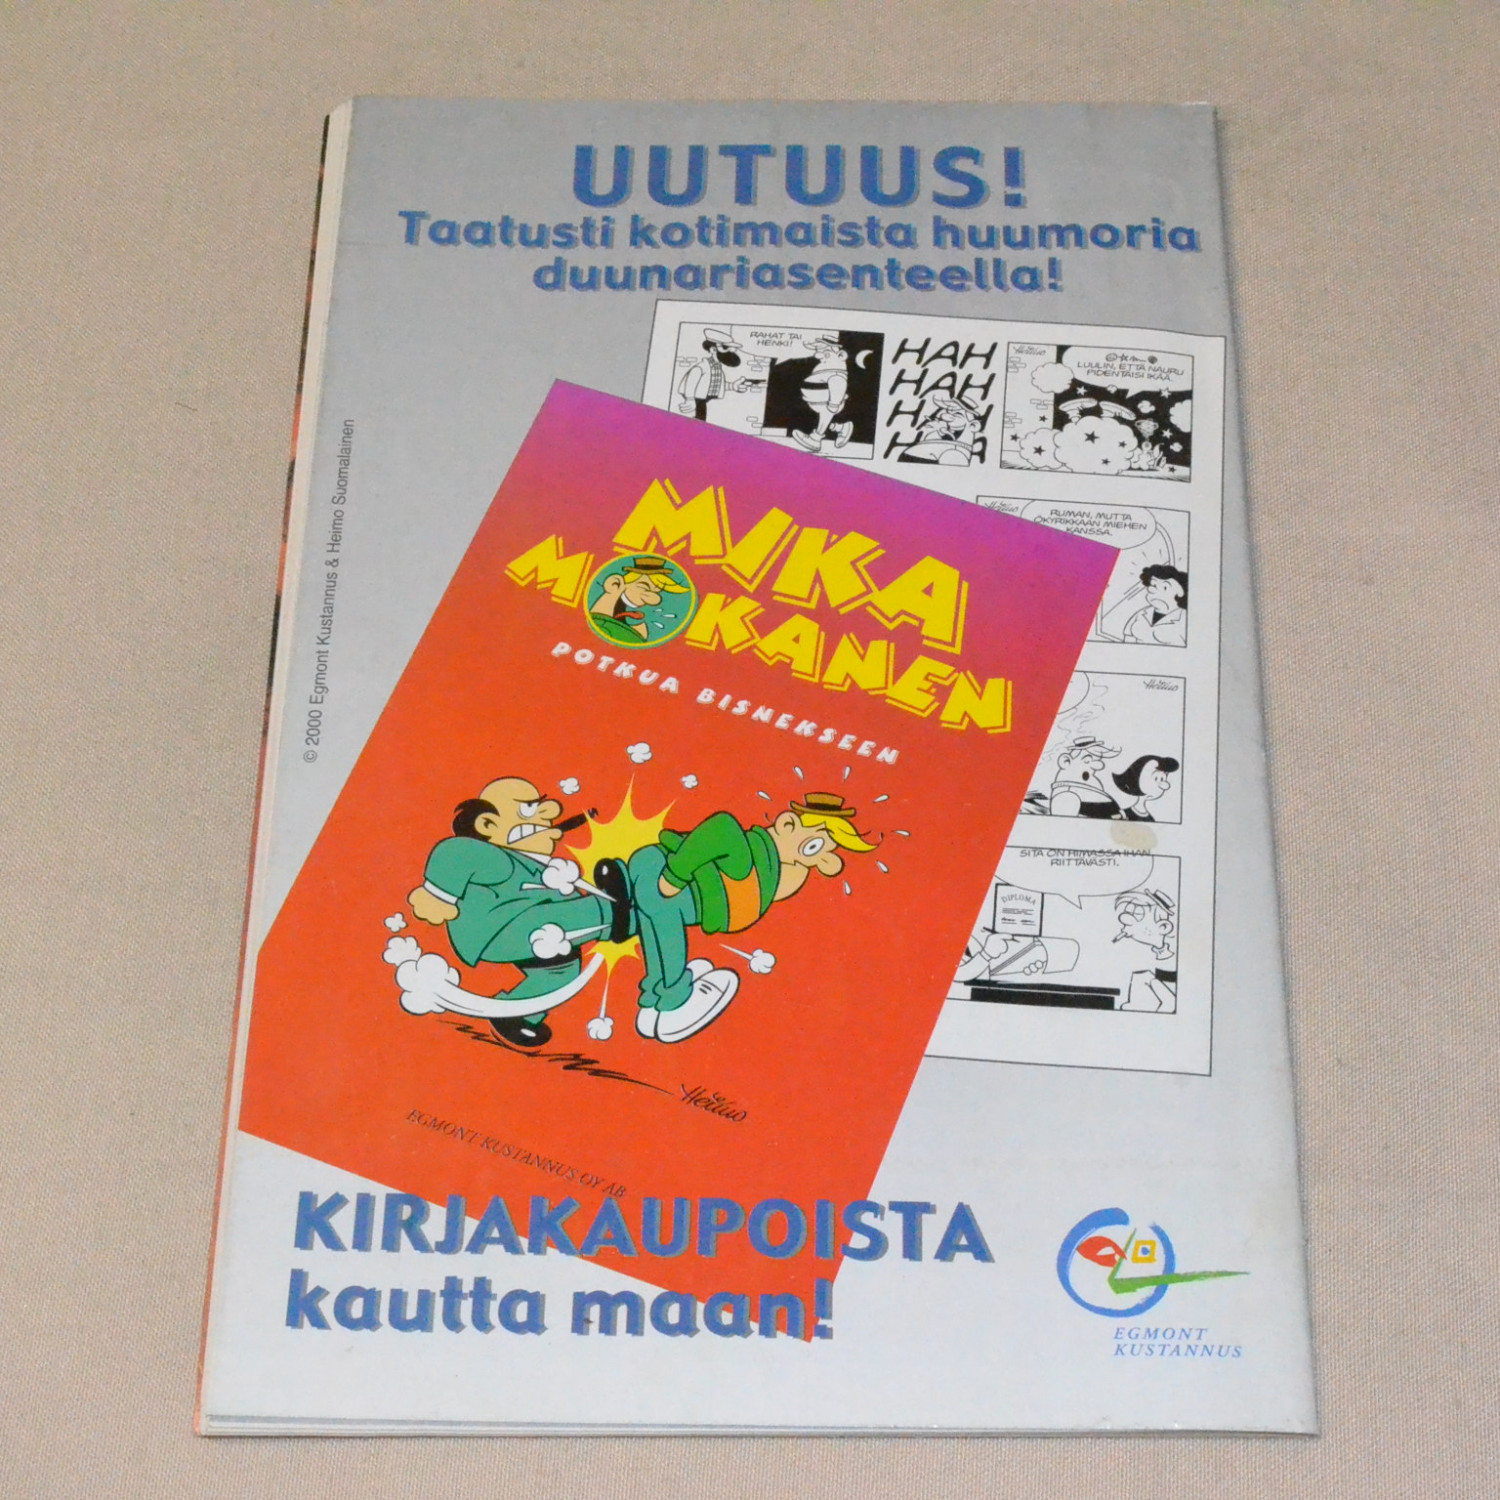 UUTUUS!
Taatusti kotimaista huumoria
duunariasenteella!
RAHAT TAI
HENKI!
HAH
HAH
HAH
LUULIN, ETTÄ NAURU
PIDENTÄISI IKÄÄ.
RUMAN, MUTTA
ÖKYRIKKAAN MIEHEN
KANSSA.
SITÄ ON HIMASSA IHAN
RIITTÄVÄSTI.
DIPLOMA
MIKA
MOKANEN
POTKUA BISNEKSEEN
EGMONT KUSTANNUS OY AB
© 2000 Egmont Kustannus & Heimo Suomalainen
KIRJAKAUPOISTA
kautta maan!
EGMONT
KUSTANNUS